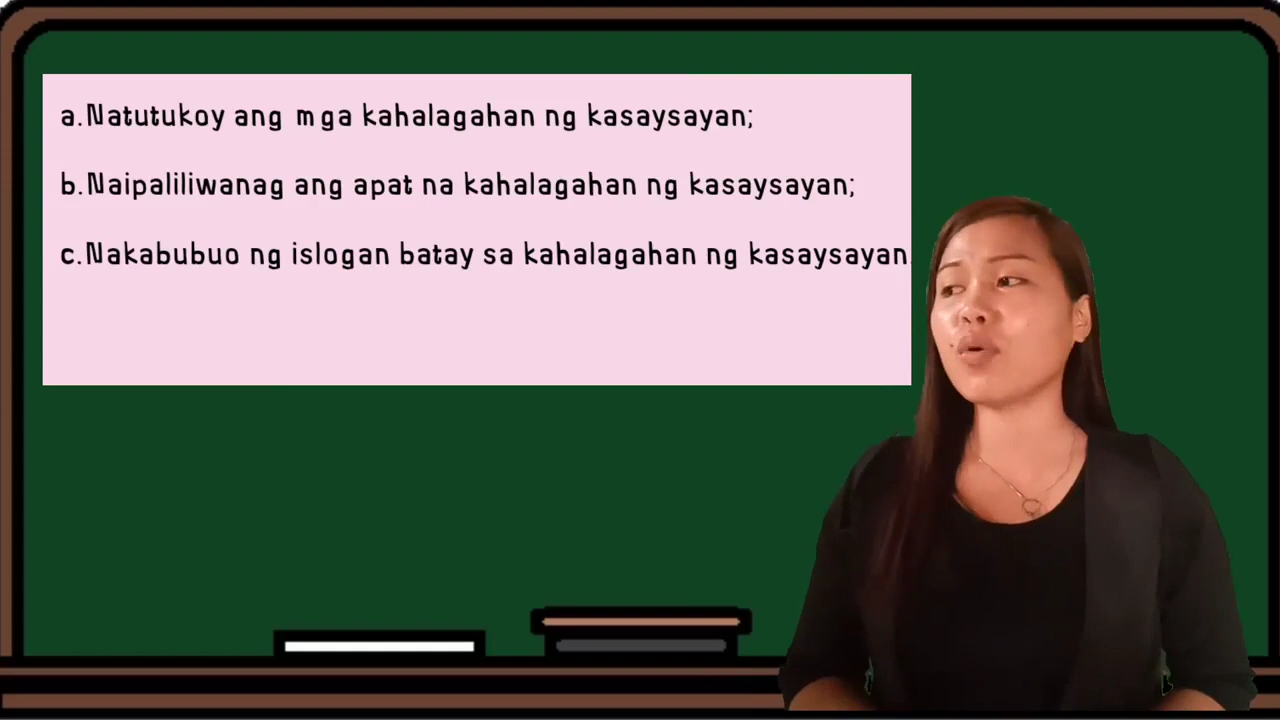 a.Natutukoy ang mga kahalagahan ng kasaysayan;
b.Naipaliliwanag ang apat na kahalagahan ng kasaysayan;
c.Nakabubuo ng islogan batay sa kahalagahan ng kasaysayan.